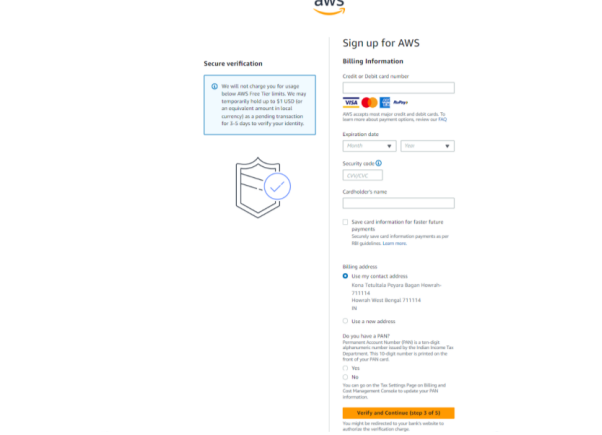 aws
Sign up for AWS
Secure verification
We will not charge you for usage
below AWS Free Tier limits. We may
temporarily hold up to $1 USD (or
an equivalent amount in local
currency) as a pending transaction
for 3-5 days to verify your identity.
Billing Information
Credit or Debit card number
VISA
RuPay
AWS accepts most major credit and debit cards. To
learn more about payment options, review our FAQ
Expiration date
Month
Year
Security code
CVV/CVC
Cardholder's name
Save card information for faster future
payments
Securely save card information payments as per
RBI guidelines. Learn more.
Billing address
Use my contact address
Kona Tetultala Poyara Bagan Howrah-
711114
Howrah West Bengal 711114
IN
Use a new address
Do you have a PAN?
Permanent Account Number (PAN) is a ten-digit
alphanumeric number issued by the Indian Income Tax
Department. This 10-digit number is printed on the
front of your PAN card.
Yes
No
You can go on the Tax Settings Page on Billing and
Cost Management Console to update your PAN
information.
Verify and Continue (step 3 of 5)
You might be redirected to your bank's website to
authorize the verification charge.